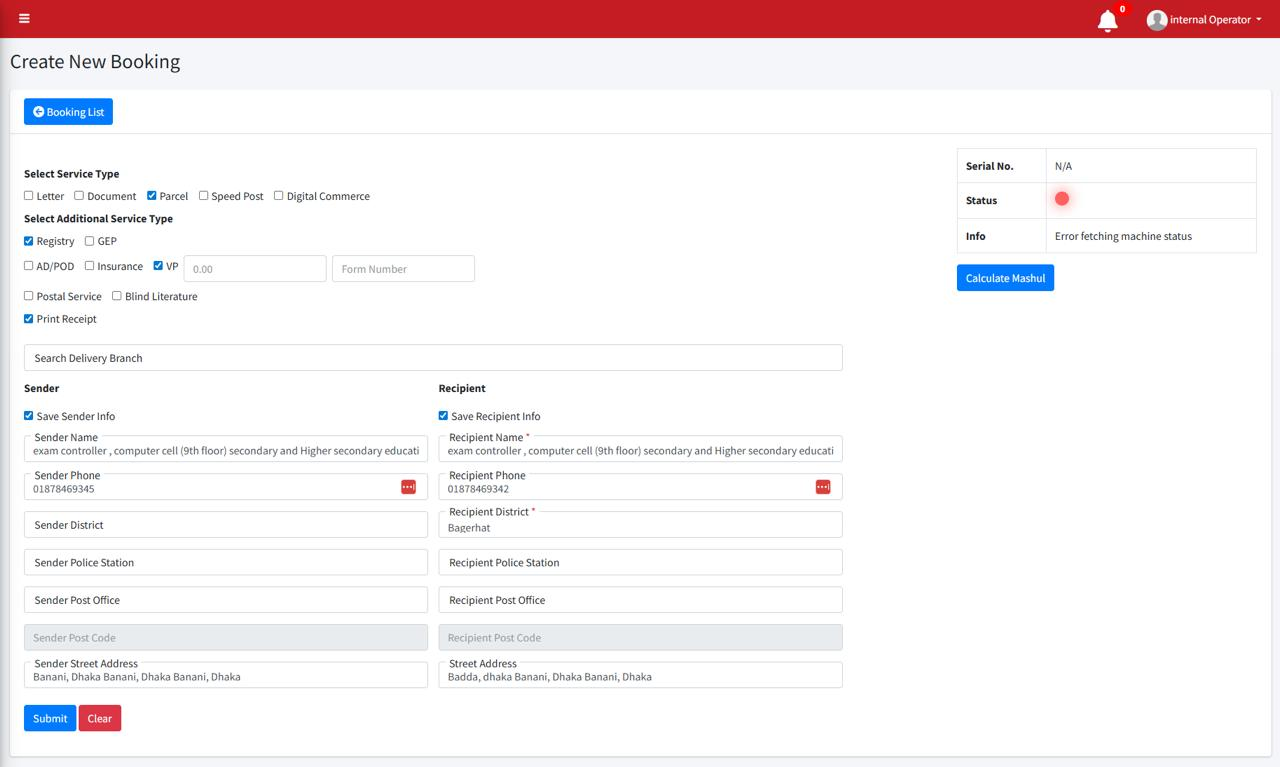 0
internal Operator
Create New Booking
Booking List
Select Service Type
Letter Document Parcel Speed Post Digital Commerce
Select Additional Service Type
Registry GEP
AD/POD Insurance VP 0.00 Form Number
Postal Service Blind Literature
Print Receipt
Serial No. N/A
Status
Info Error fetching machine status
Calculate Mashul
Search Delivery Branch
Sender
Recipient
Save Sender Info
Save Recipient Info
Sender Name
exam controller , computer cell (9th floor) secondary and Higher secondary educati
Recipient Name *
exam controller , computer cell (9th floor) secondary and Higher secondary educati
Sender Phone
01878469345
Recipient Phone
01878469342
Sender District
Recipient District *
Bagerhat
Sender Police Station
Recipient Police Station
Sender Post Office
Recipient Post Office
Sender Post Code
Recipient Post Code
Sender Street Address
Banani, Dhaka Banani, Dhaka Banani, Dhaka
Street Address
Badda, dhaka Banani, Dhaka Banani, Dhaka
Submit
Clear